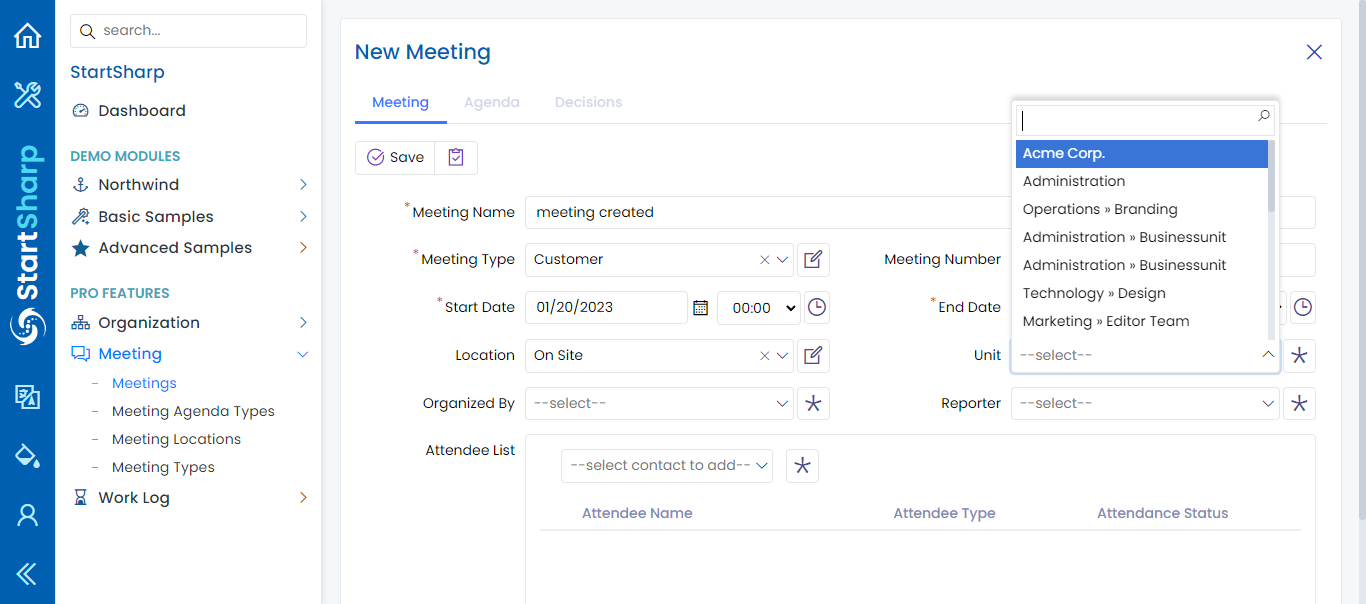 StartSharp
search...
StartSharp
Dashboard
DEMO MODULES
Northwind
Basic Samples
Advanced Samples
PRO FEATURES
Organization
Meeting
Meetings
Meeting Agenda Types
Meeting Locations
Meeting Types
Work Log
New Meeting
Meeting Agenda Decisions
Save
*Meeting Name meeting created
*Meeting Type Customer Meeting Number
*Start Date 01/20/2023 00:00 *End Date
Location On Site Unit --select--
Acme Corp.
Administration
Operations » Branding
Administration » Businessunit
Administration » Businessunit
Technology » Design
Marketing » Editor Team
Organized By --select-- Reporter --select--
Attendee List
--select contact to add--
Attendee Name Attendee Type Attendance Status